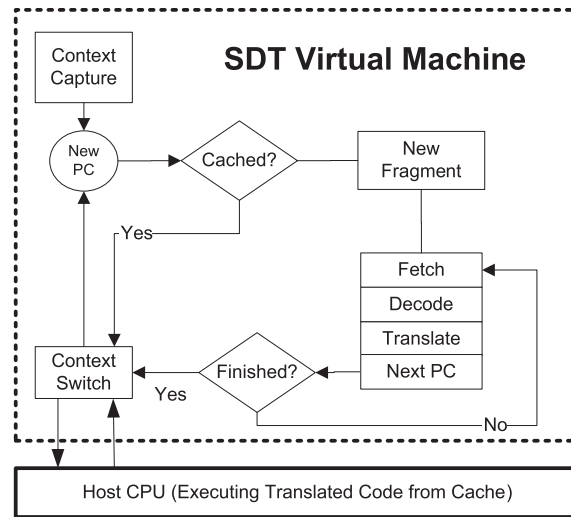 SDT Virtual Machine
Context
Capture
New
PC
Cached?
New
Fragment
Yes
Fetch
Decode
Translate
Next PC
Context
Switch
Finished?
Yes
No
Host CPU (Executing Translated Code from Cache)